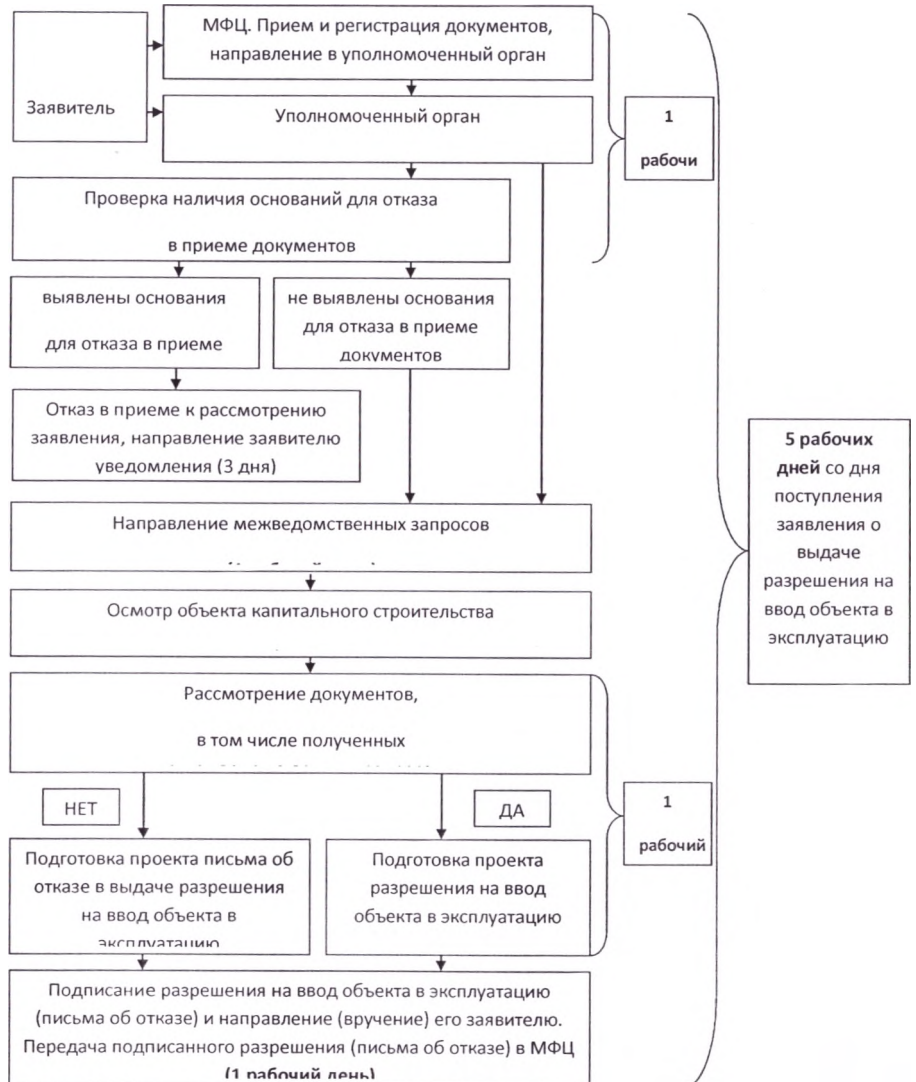 МФЦ. Прием и регистрация документов,
направление в уполномоченный орган
Заявитель
Уполномоченный орган
1
рабочи
Проверка наличия оснований для отказа
в приеме документов
выявлены основания
для отказа в приеме
не выявлены основания
для отказа в приеме
документов
Отказ в приеме к рассмотрению
заявления, направление заявителю
уведомления (3 дня)
5 рабочих
дней со дня
поступления
заявления о
выдаче
разрешения на
ввод объекта в
эксплуатацию
Направление межведомственных запросов
Осмотр объекта капитального строительства
Рассмотрение документов,
в том числе полученных
НЕТ
ДА
1
рабочий
Подготовка проекта письма об
отказе в выдаче разрешения
на ввод объекта в
эксплуатацию
Подготовка проекта
разрешения на ввод
объекта в эксплуатацию
Подписание разрешения на ввод объекта в эксплуатацию
(письма об отказе) и направление (вручение) его заявителю.
Передача подписанного разрешения (письма об отказе) в МФЦ
(1 рабочий день)